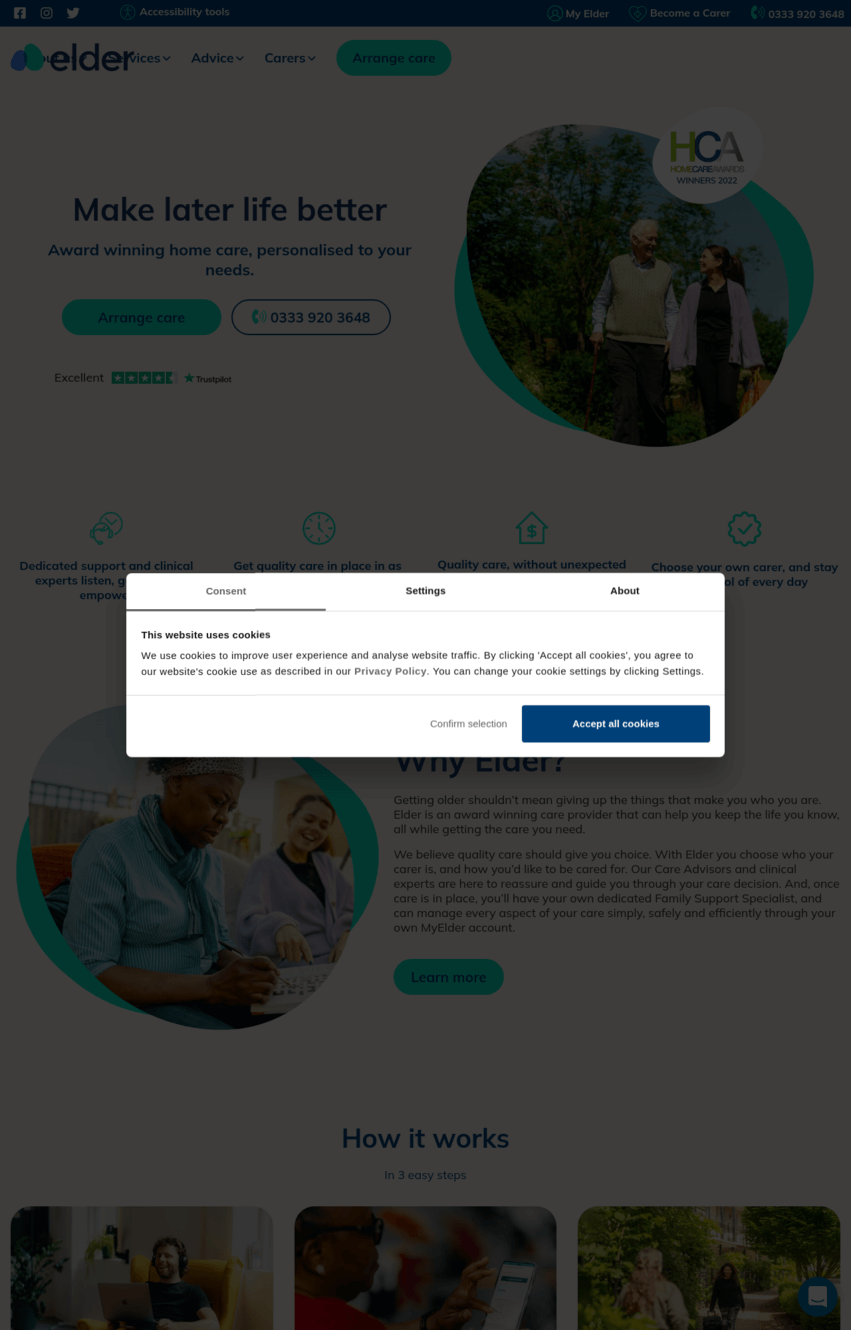 Accessibility tools
My Elder
Become a Carer
0333 920 3648
elder
Services
Advice
Carers
Arrange care
HCA
HOMECAREAWARDS
WINNERS 2022
Make later life better
Award winning home care, personalised to your
needs.
Arrange care
0333 920 3648
Excellent
Trustpilot
Dedicated support and clinical
experts listen, g
empowe
Get quality care in place in as
Quality care, without unexpected
Choose your own carer, and stay
ol of every day
Consent
Settings
About
This website uses cookies
We use cookies to improve user experience and analyse website traffic. By clicking 'Accept all cookies', you agree to
our website's cookie use as described in our Privacy Policy. You can change your cookie settings by clicking Settings.
Confirm selection
Accept all cookies
Why Elder?
Getting older shouldn't mean giving up the things that make you who you are.
Elder is an award winning care provider that can help you keep the life you know,
all while getting the care you need.
We believe quality care should give you choice. With Elder you choose who your
carer is, and how you'd like to be cared for. Our Care Advisors and clinical
experts are here to reassure and guide you through your care decision. And, once
care is in place, you'll have your own dedicated Family Support Specialist, and
can manage every aspect of your care simply, safely and efficiently through your
own MyElder account.
Learn more
How it works
In 3 easy steps